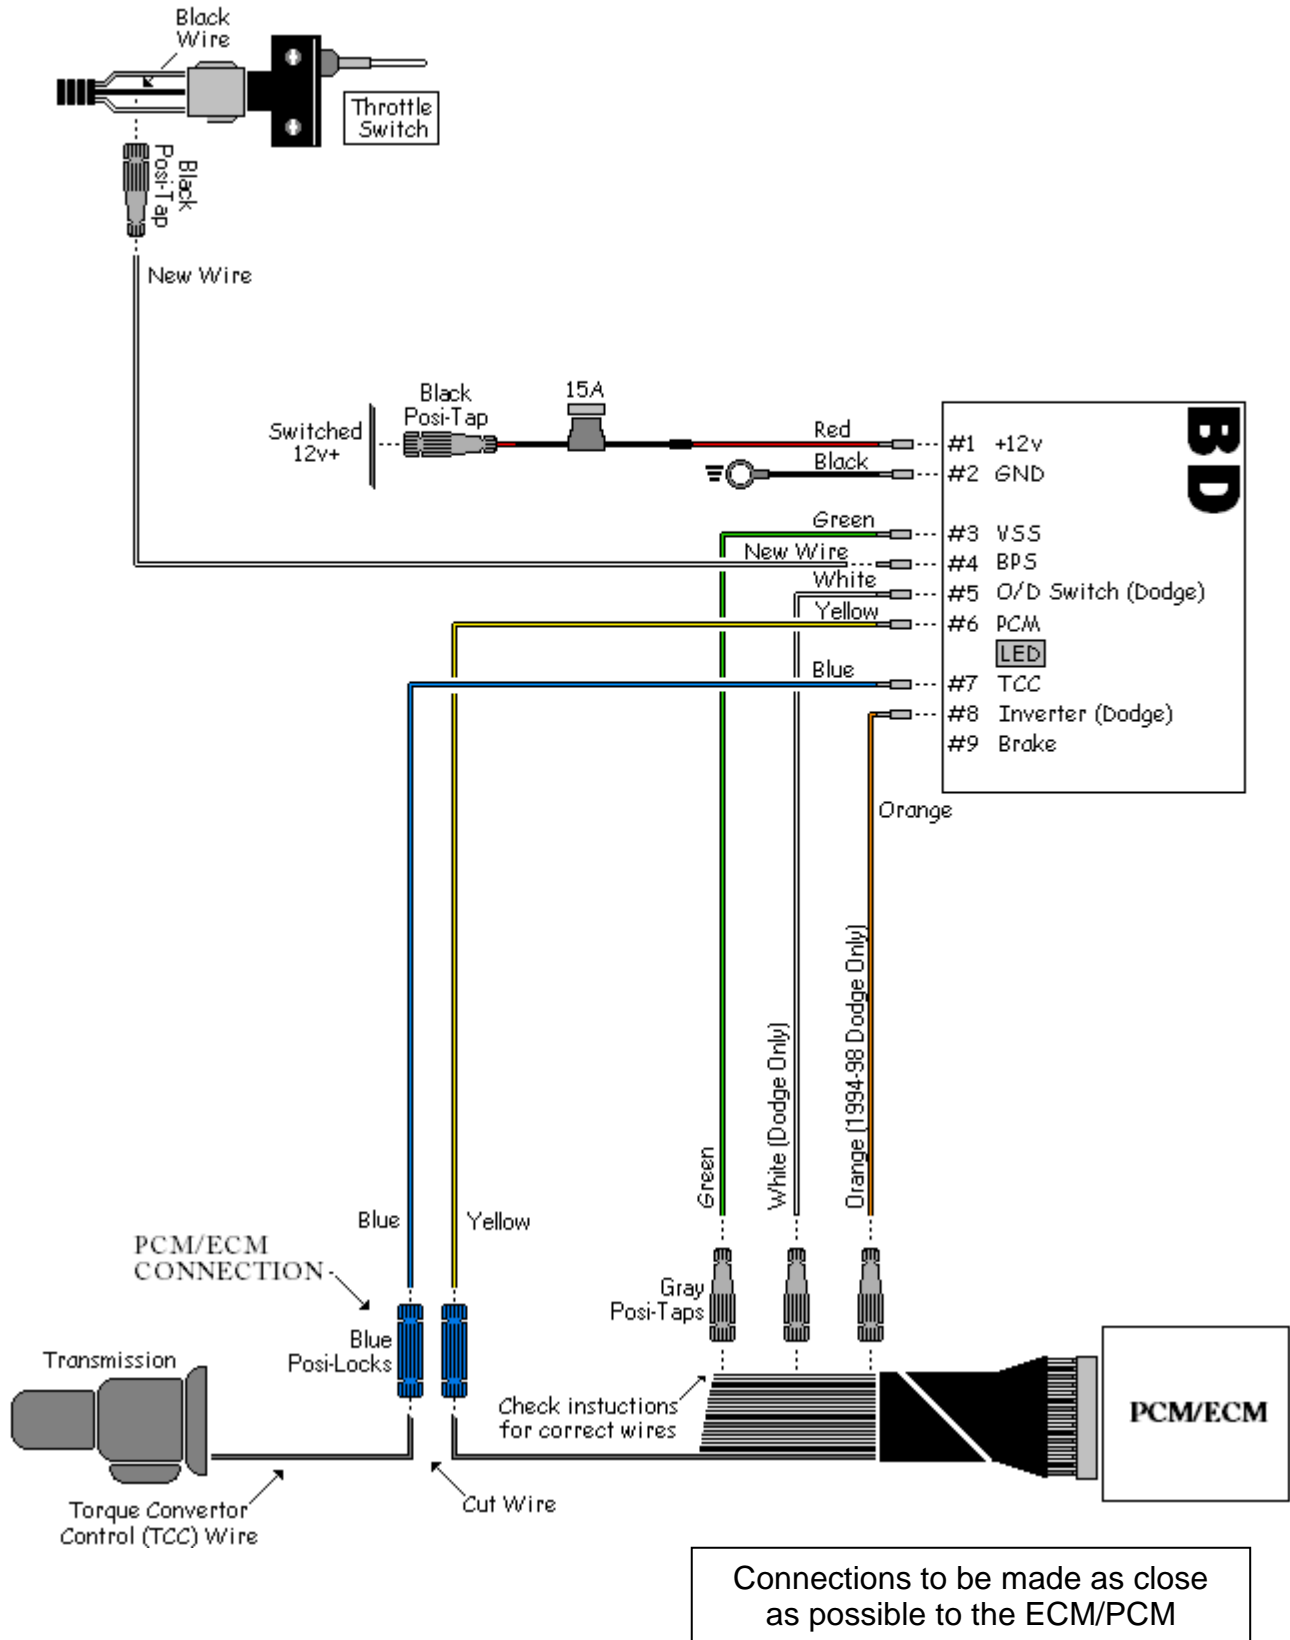 Black
Wire
Throttle
Switch
Black
Posi-Tap
New Wire
Black
Posi-Tap
15A
Switched
12v+
Red
Black
Green
New Wire
White
Yellow
Blue
BD
#1 +12v
#2 GND
#3 VSS
#4 BPS
#5 O/D Switch (Dodge)
#6 PCM
LED
#7 TCC
#8 Inverter (Dodge)
#9 Brake
Orange
Green
White (Dodge Only)
Orange (1994-98 Dodge Only)
Blue
Yellow
PCM/ECM
CONNECTION
Gray
Posi-Taps
Blue
Posi-Locks
Transmission
Check instuctions
for correct wires
PCM/ECM
Cut Wire
Torque Convertor
Control (TCC) Wire
Connections to be made as close
as possible to the ECM/PCM